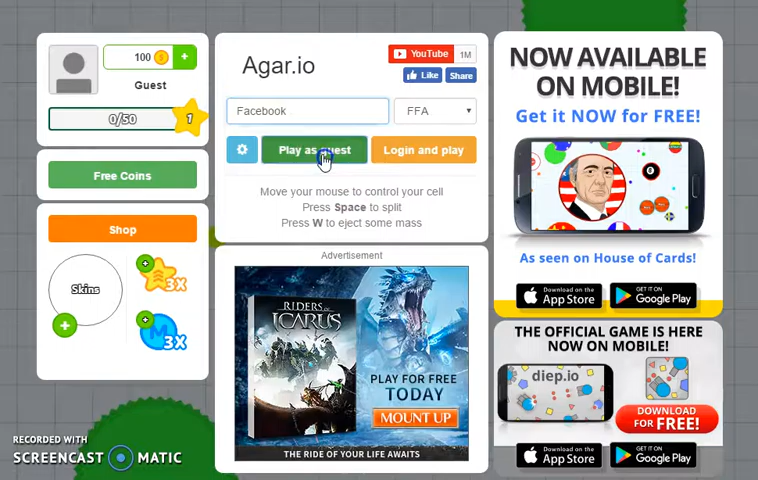 100
Guest
0/50
1
Free Coins
Shop
Skins
3X
M
3X
Agar.io
YouTube 1M
Like Share
Facebook
FFA
Play as guest
Login and play
Move your mouse to control your cell
Press Space to split
Press W to eject some mass
Advertisement
RIDERS OF
ICARUS
PLAY FOR FREE
TODAY
MOUNT UP
THE RIDE OF YOUR LIFE AWAITS
NOW AVAILABLE
ON MOBILE!
Get it NOW for FREE!
8
As seen on House of Cards!
Download on the
App Store
GET IT ON
Google Play
THE OFFICIAL GAME IS HERE
NOW ON MOBILE!
diep.io
DOWNLOAD
FOR FREE!
Download on the
App Store
GET IT ON
Google Play
RECORDED WITH
SCREENCAST MATIC